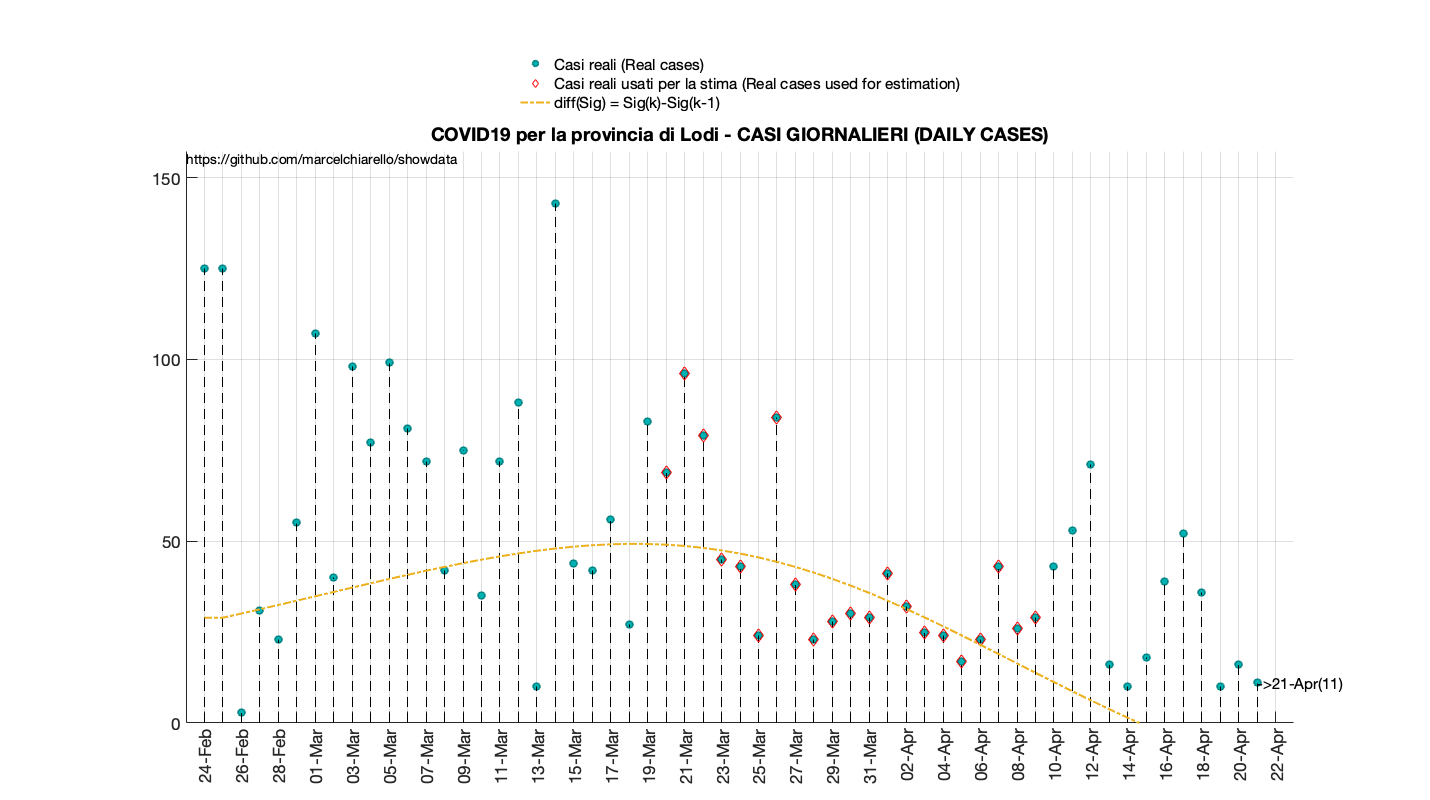 Casi reali (Real cases)
Casi reali usati per la stima (Real cases used for estimation)
diff(Sig) = Sig(k)-Sig(k-1)
COVID19 per la provincia di Lodi - CASI GIORNALIERI (DAILY CASES)
https://github.com/marcelchiarello/showdata
150
100
50
0
->21-Apr(11)
24-Feb
26-Feb
28-Feb
01-Mar
03-Mar
05-Mar
07-Mar
09-Mar
11-Mar
13-Mar
15-Mar
17-Mar
19-Mar
21-Mar
23-Mar
25-Mar
27-Mar
29-Mar
31-Mar
02-Apr
04-Apr
06-Apr
08-Apr
10-Apr
12-Apr
14-Apr
16-Apr
18-Apr
20-Apr
22-Apr